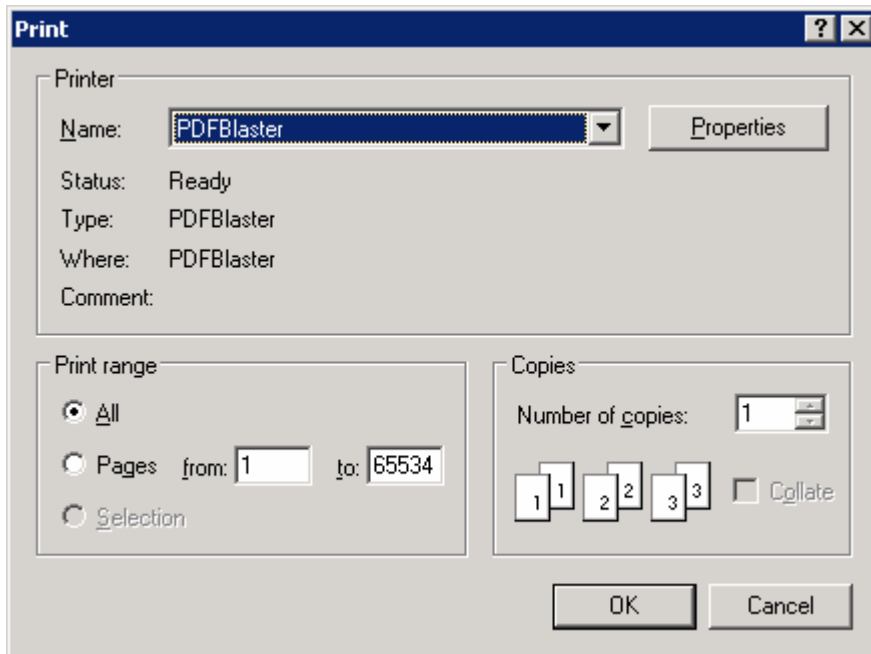 Print
Printer
Name: PDFBlaster Properties
Status: Ready
Type: PDFBlaster
Where: PDFBlaster
Comment:
Print range
All
Pages from: 1 to: 65534
Selection
Copies
Number of copies: 1
1 1 2 2 3 3 Collate
OK Cancel